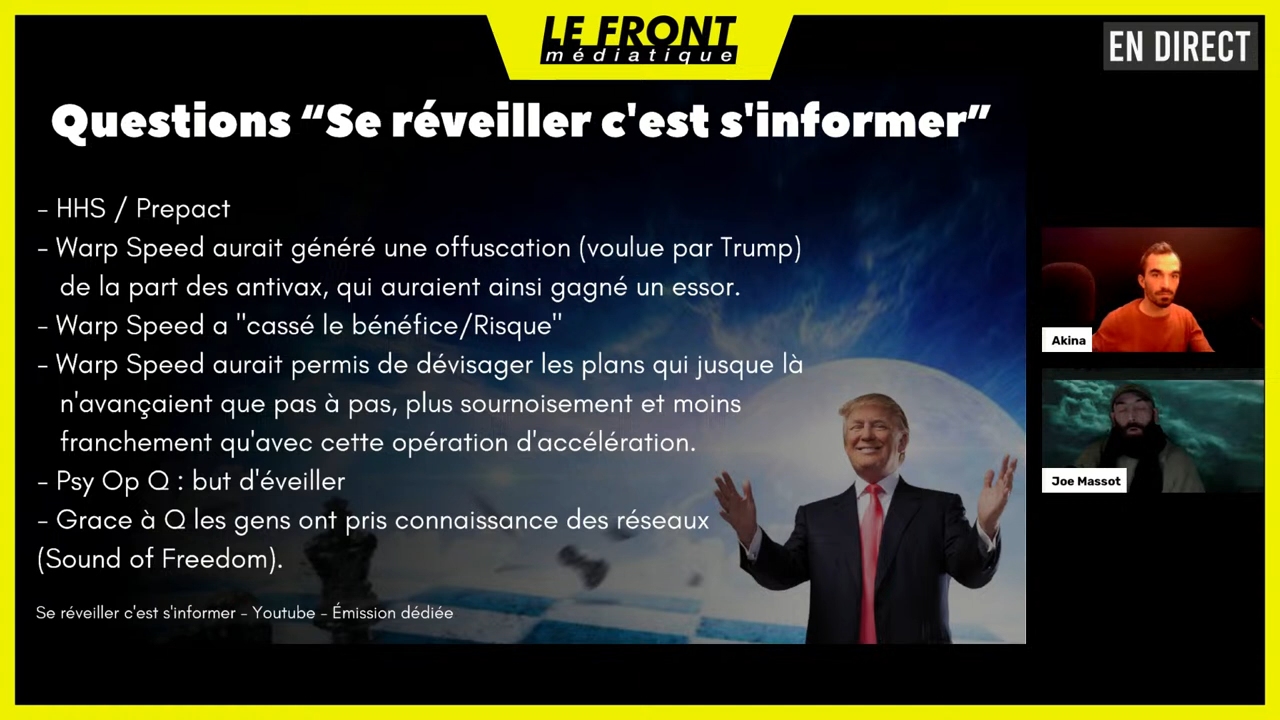 LE FRONT
médiatique
EN DIRECT
Questions “Se réveiller c'est s'informer”
- HHS / Prepact
- Warp Speed aurait généré une offuscation (voulue par Trump)
de la part des antivax, qui auraient ainsi gagné un essor.
- Warp Speed a "cassé le bénéfice/Risque"
- Warp Speed aurait permis de dévisager les plans qui jusque là
n'avançaient que pas à pas, plus sournoisement et moins
franchement qu'avec cette opération d'accélération.
- Psy Op Q : but d'éveiller
- Grace à Q les gens ont pris connaissance des réseaux
(Sound of Freedom).
Se réveiller c'est s'informer - Youtube - Émission dédiée
Akina
Joe Massot